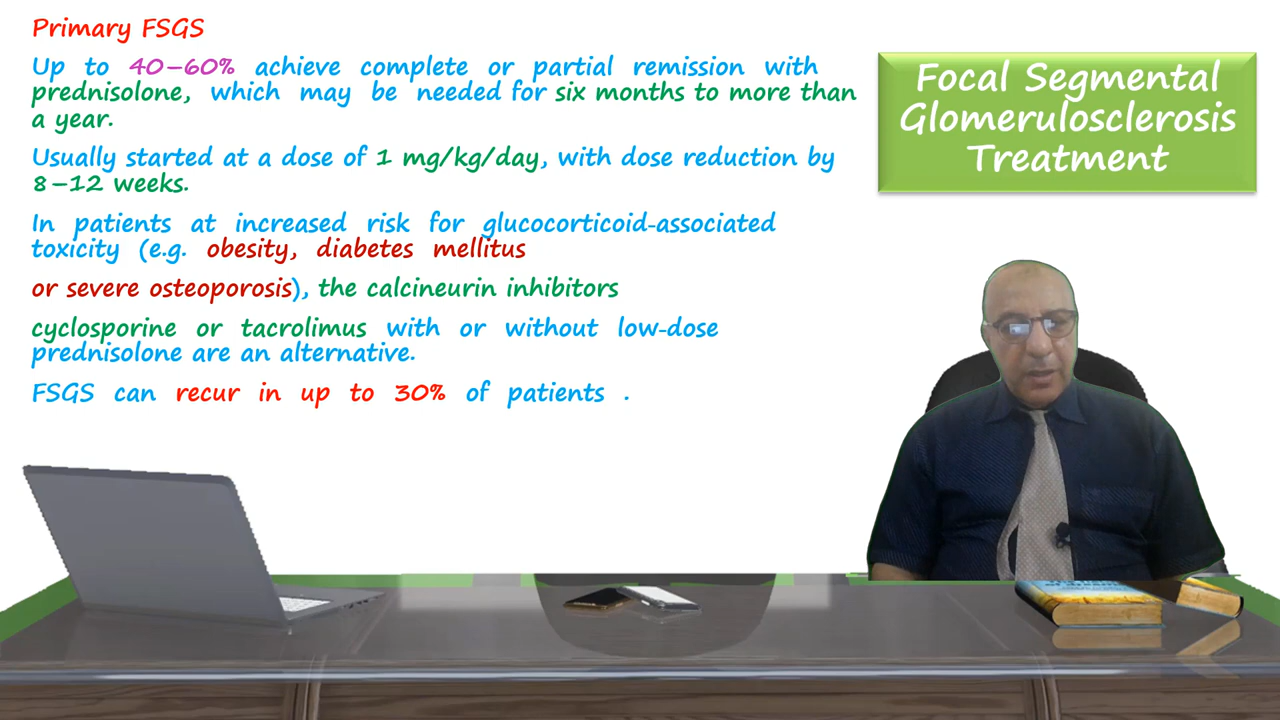 Primary FSGS
Up to 40–60% achieve complete or partial remission with
prednisolone, which may be needed for six months to more than
a year.
Usually started at a dose of 1 mg/kg/day, with dose reduction by
8–12 weeks.
In patients at increased risk for glucocorticoid-associated
toxicity (e.g. obesity, diabetes mellitus
or severe osteoporosis), the calcineurin inhibitors
cyclosporine or tacrolimus with or without low-dose
prednisolone are an alternative.
FSGS can recur in up to 30% of patients .
Focal Segmental
Glomerulosclerosis
Treatment